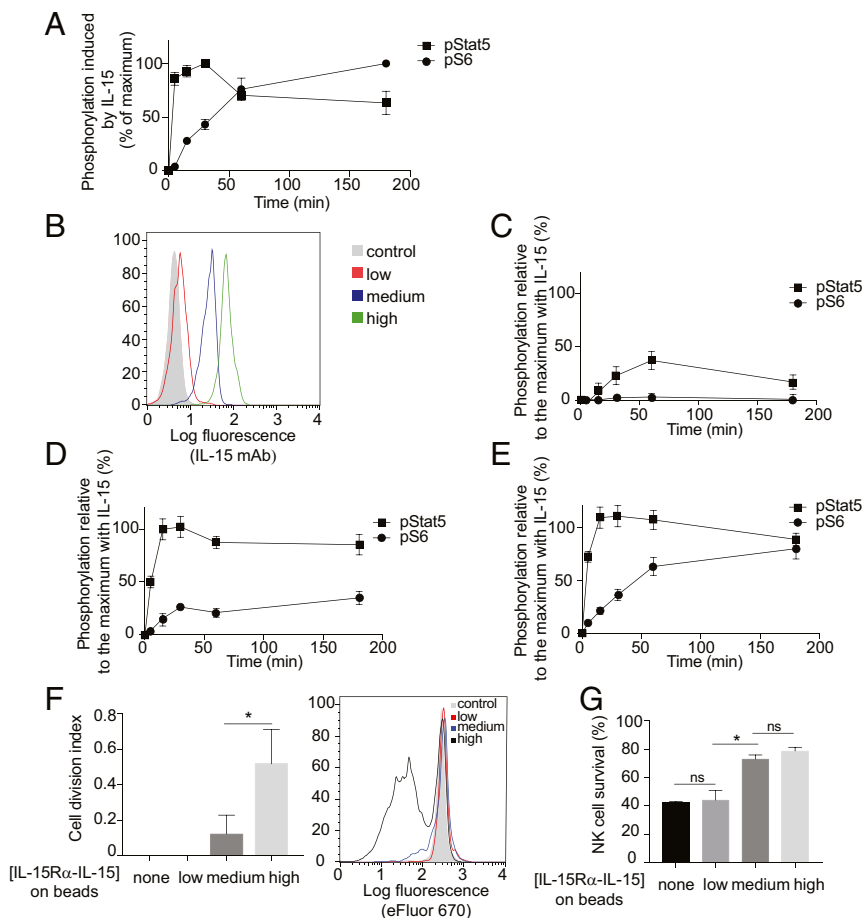 A
Phosphorylation induced
by IL-15
(% of maximum)
100
50
0
0
50
100
150
200
Time (min)
pStat5
pS6
B
100
80
60
40
20
0
0
1
2
3
4
Log fluorescence
(IL-15 mAb)
control
low
medium
high
C
Phosphorylation relative
to the maximum with IL-15 (%)
100
50
0
0
50
100
150
200
Time (min)
pStat5
pS6
D
Phosphorylation relative
to the maximum with IL-15 (%)
100
50
0
0
50
100
150
200
Time (min)
pStat5
pS6
E
Phosphorylation relative
to the maximum with IL-15 (%)
100
50
0
0
50
100
150
200
Time (min)
pStat5
pS6
F
Cell division index
0.8
0.6
0.4
0.2
0
*
[IL-15Rα-IL-15]
on beads
none low medium high
100
80
60
40
20
0
0
1
2
3
4
control
low
medium
high
Log fluorescence
(eFluor 670)
G
NK cell survival (%)
100
80
60
40
20
0
ns
*
ns
[IL-15Rα-IL-15]
on beads
none low medium high